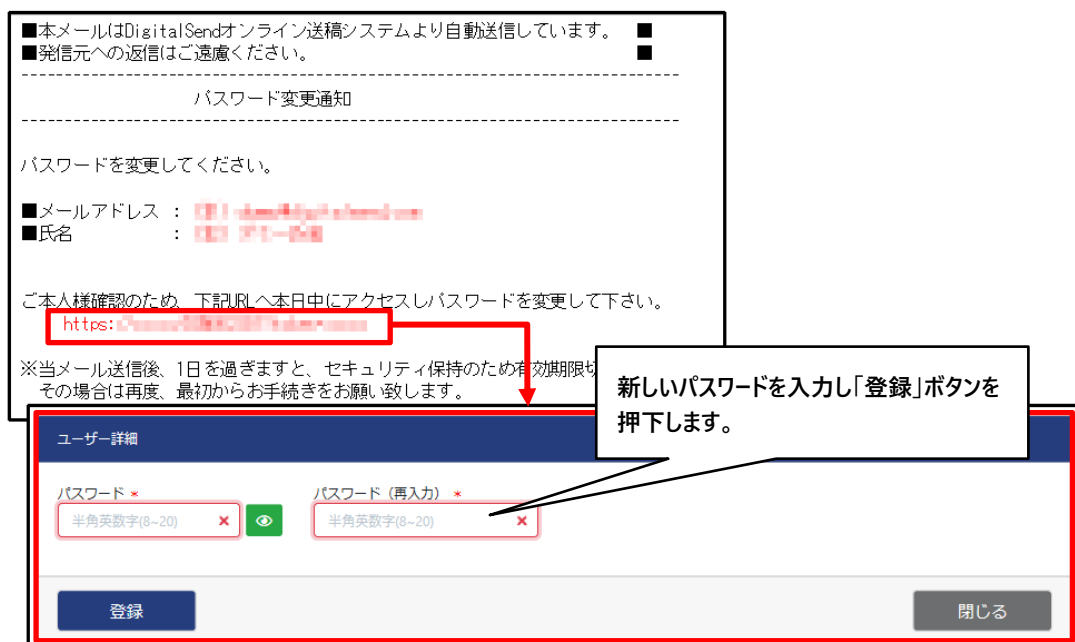 ■本メールはDigitalSendオンライン送稿システムより自動送信しています。 ■
■発信元への返信はご遠慮ください。 ■
パスワード変更通知
パスワードを変更してください。
■メールアドレス :
■氏名 :
ご本人様確認のため、下記URLへ本日中にアクセスしパスワードを変更して下さい。
https:
※当メール送信後、1日を過ぎますと、セキュリティ保持のため有効期限切
その場合は再度、最初からお手続きをお願い致します。
新しいパスワードを入力し「登録」ボタンを
押下します。
ユーザー詳細
パスワード * パスワード（再入力） *
半角英数字(8~20) 半角英数字(8~20)
登録 閉じる